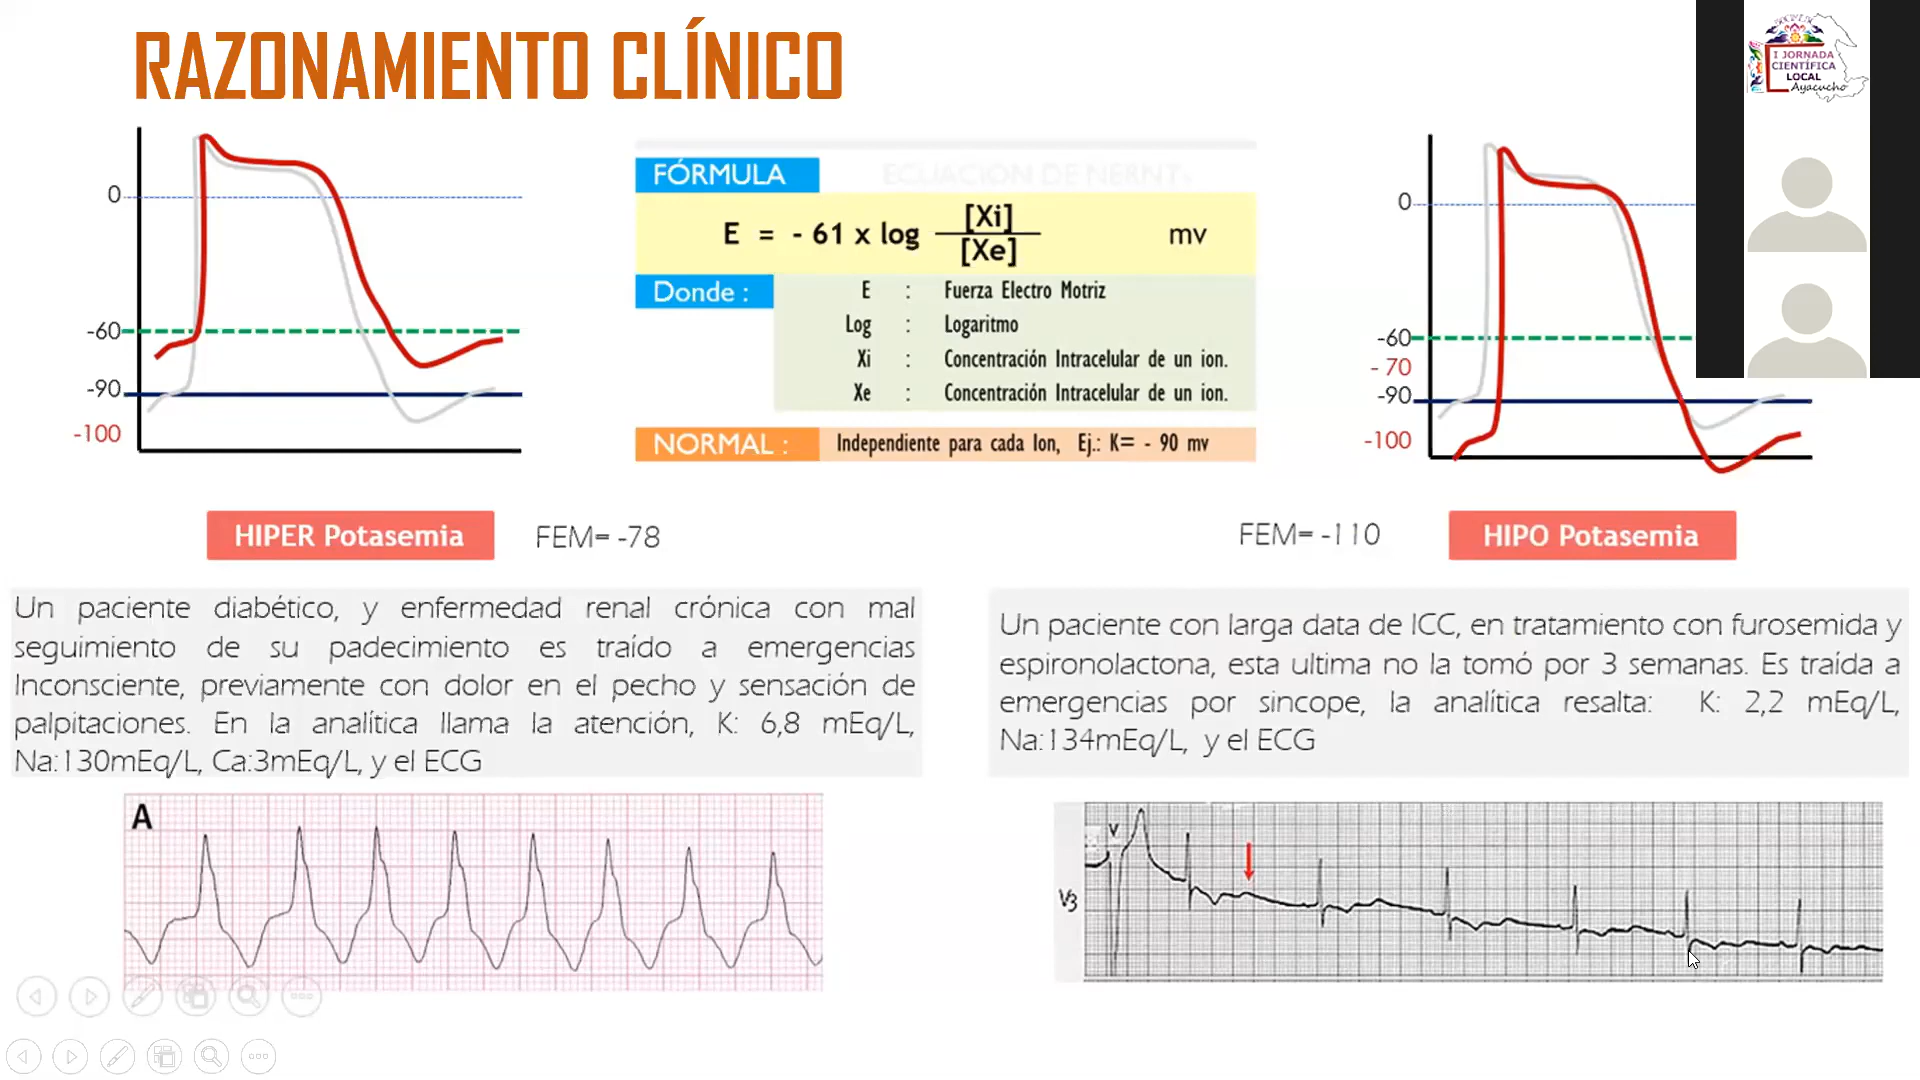 RAZONAMIENTO CLÍNICO
I JORNADA
CIENTÍFICA
LOCAL
Ayacucho
0
-60
-90
-100
FÓRMULA
ECUACION DE NERNT
E = - 61 x log [Xi]
[Xe]
mv
Donde :
E : Fuerza Electro Motriz
Log : Logaritmo
Xi : Concentración Intracelular de un ion.
Xe : Concentración Intracelular de un ion.
NORMAL :
Independiente para cada Ion, Ej.: K= - 90 mv
0
-60
- 70
-90
-100
HIPER Potasemia
FEM= -78
FEM= -110
HIPO Potasemia
Un paciente diabético, y enfermedad renal crónica con mal
seguimiento de su padecimiento es traído a emergencias
Inconsciente, previamente con dolor en el pecho y sensación de
palpitaciones. En la analítica llama la atención, K: 6,8 mEq/L,
Na:130mEq/L, Ca:3mEq/L, y el ECG
Un paciente con larga data de ICC, en tratamiento con furosemida y
espironolactona, esta ultima no la tomó por 3 semanas. Es traída a
emergencias por sincope, la analítica resalta: K: 2,2 mEq/L,
Na:134mEq/L, y el ECG
A
V
V3